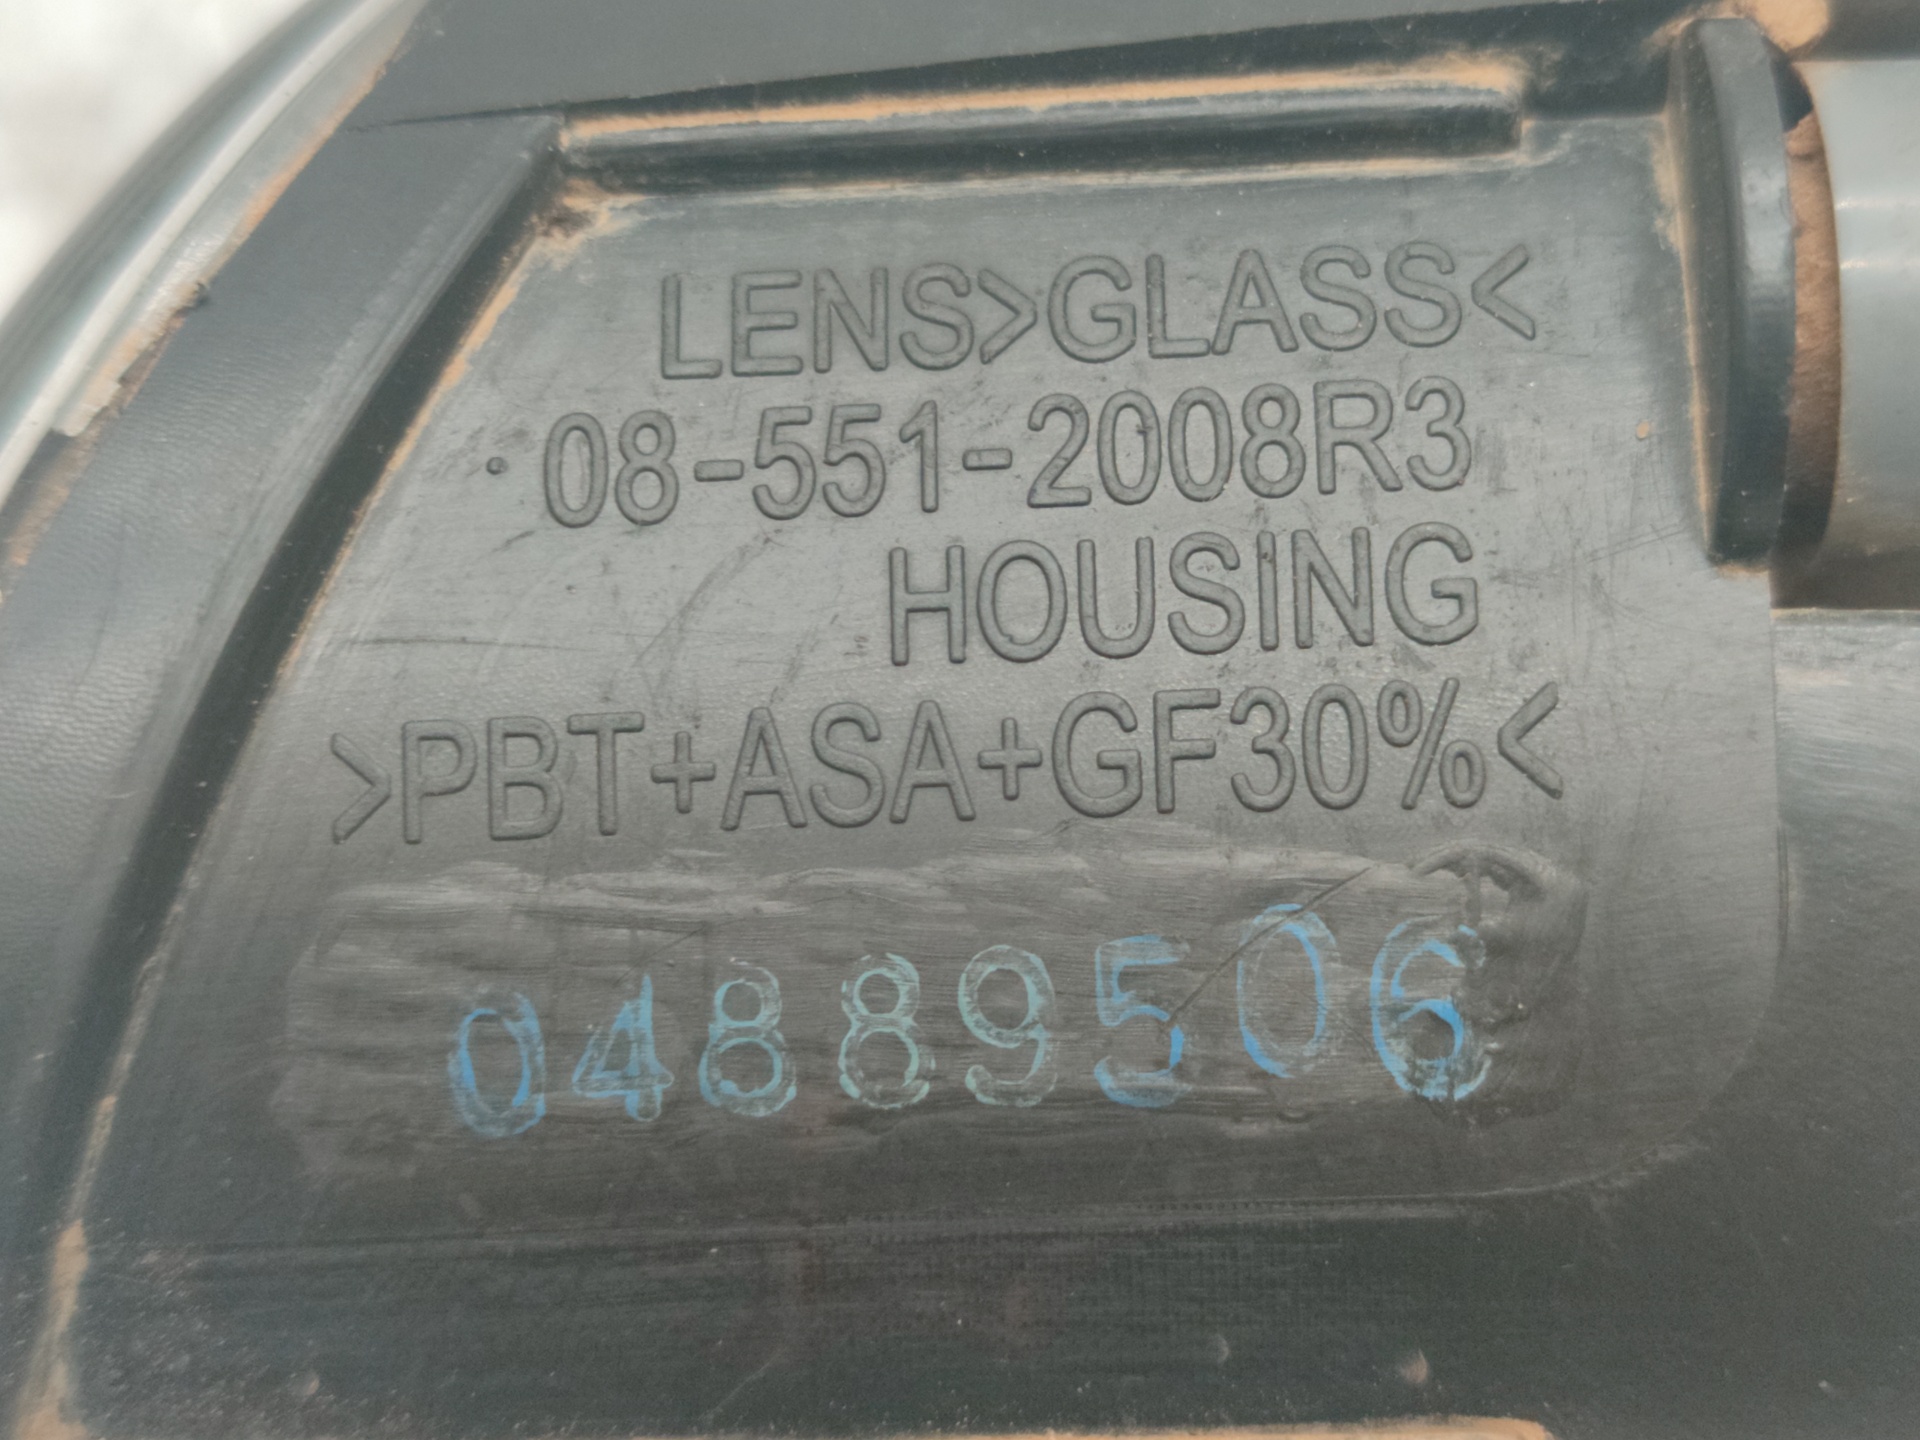 LENS>GLASS<
08-551-2008R3
HOUSING
>PBT+ASA+GF30%<
04889506